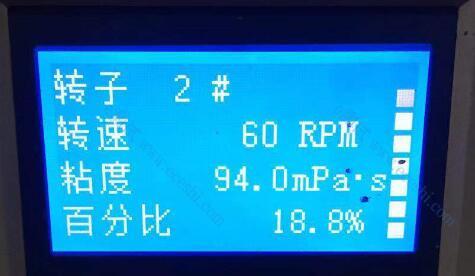 转子 2 #
转速 60 RPM
粘度 94.0mPa·s
百分比 18.8%